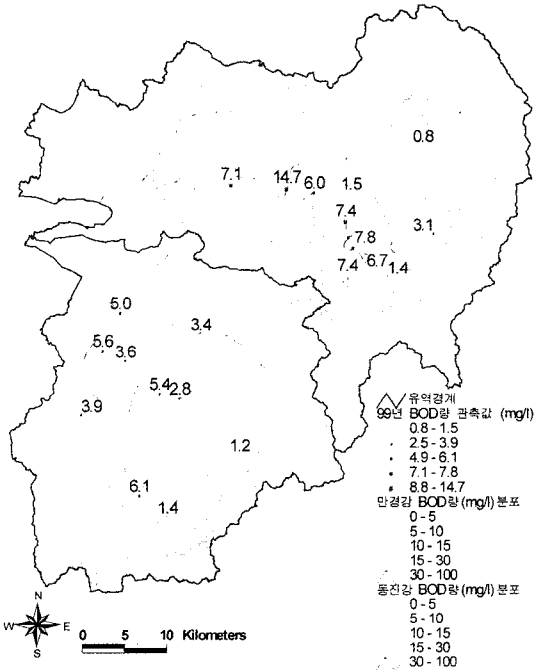 0.8
7.1 14.7 6.0 1.5
7.4
3.1
7.8
7.4 6.7 1.4
5.0
3.4
5.6
3.6
5.4 2.8
3.9
1.2
6.1
1.4
유역경계
99년 BOD량 관측값 (mg/l)
0.8 - 1.5
2.5 - 3.9
4.9 - 6.1
7.1 - 7.8
8.8 - 14.7
만경강 BOD량 (mg/l) 분포
0 - 5
5 - 10
10 - 15
15 - 30
30 - 100
동진강 BOD량 (mg/l) 분포
0 - 5
5 - 10
10 - 15
15 - 30
30 - 100
N
W E
S
0 5 10 Kilometers